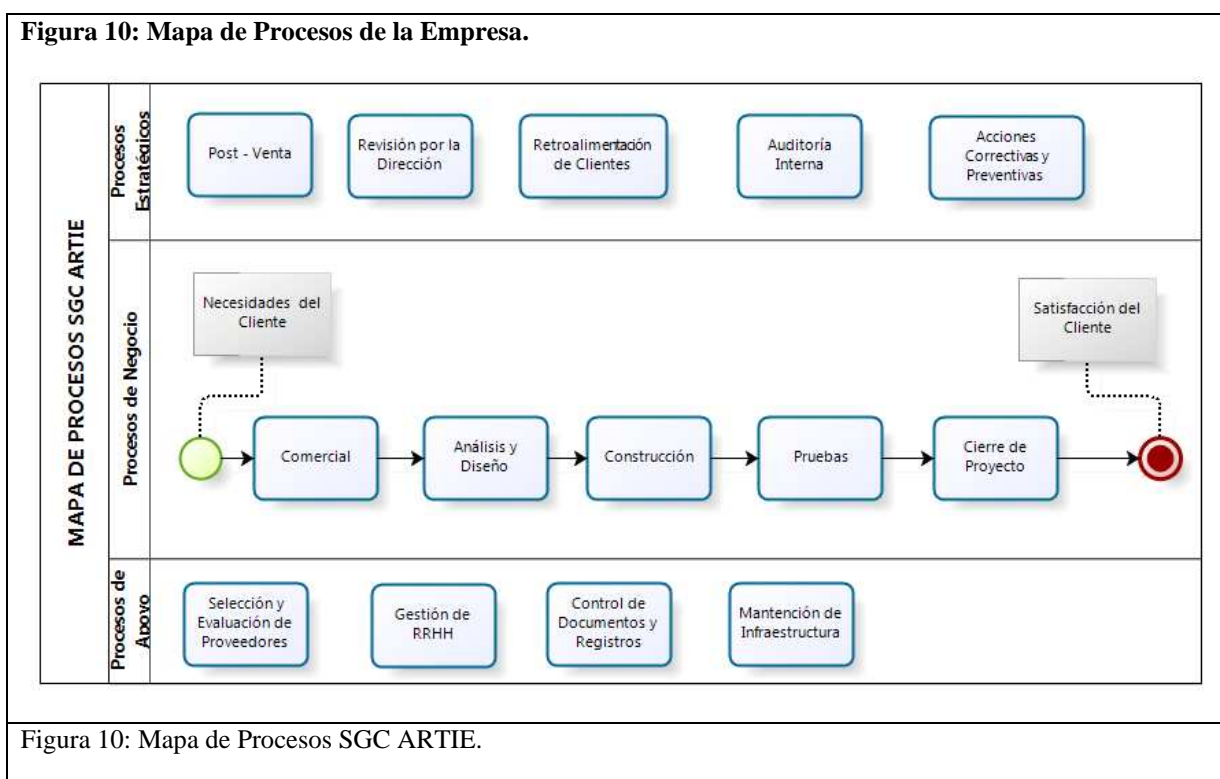 Figura 10: Mapa de Procesos de la Empresa.
MAPA DE PROCESOS SGC ARTIE
Procesos
Estratégicos
Post - Venta
Revisión por la
Dirección
Retroalimentación
de Clientes
Auditoría
Interna
Acciones
Correctivas y
Preventivas
Procesos de Negocio
Necesidades del
Cliente
Satisfacción del
Cliente
Comercial
Análisis y
Diseño
Construcción
Pruebas
Cierre de
Proyecto
Procesos de
Apoyo
Selección y
Evaluación de
Proveedores
Gestión de
RRHH
Control de
Documentos y
Registros
Mantención de
Infraestructura
Figura 10: Mapa de Procesos SGC ARTIE.